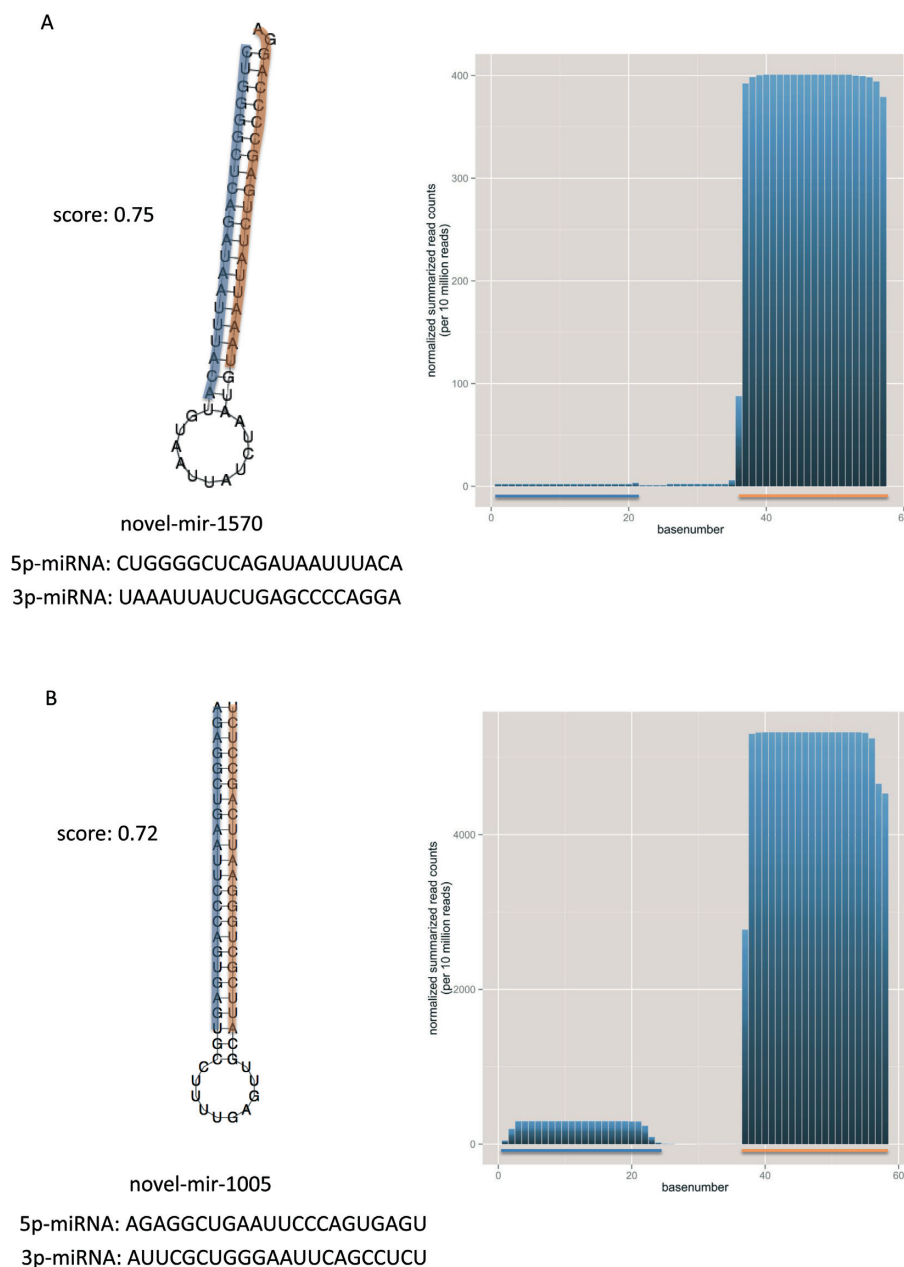 A
score: 0.75
novel-mir-1570
5p-miRNA: CUGGGGCUCAGAUAAUUUACA
3p-miRNA: UAAAUUAUCUGAGCCCCAGGA
normalized summarized read counts
(per 10 million reads)
400
300
200
100
0
0
20
40
60
basenumber
B
score: 0.72
novel-mir-1005
5p-miRNA: AGAGGCUGAAUUCCCAGUGAGU
3p-miRNA: AUUCGCUGGGAAUUCAGCCUCU
normalized summarized read counts
(per 10 million reads)
4000
2000
0
0
20
40
60
basenumber